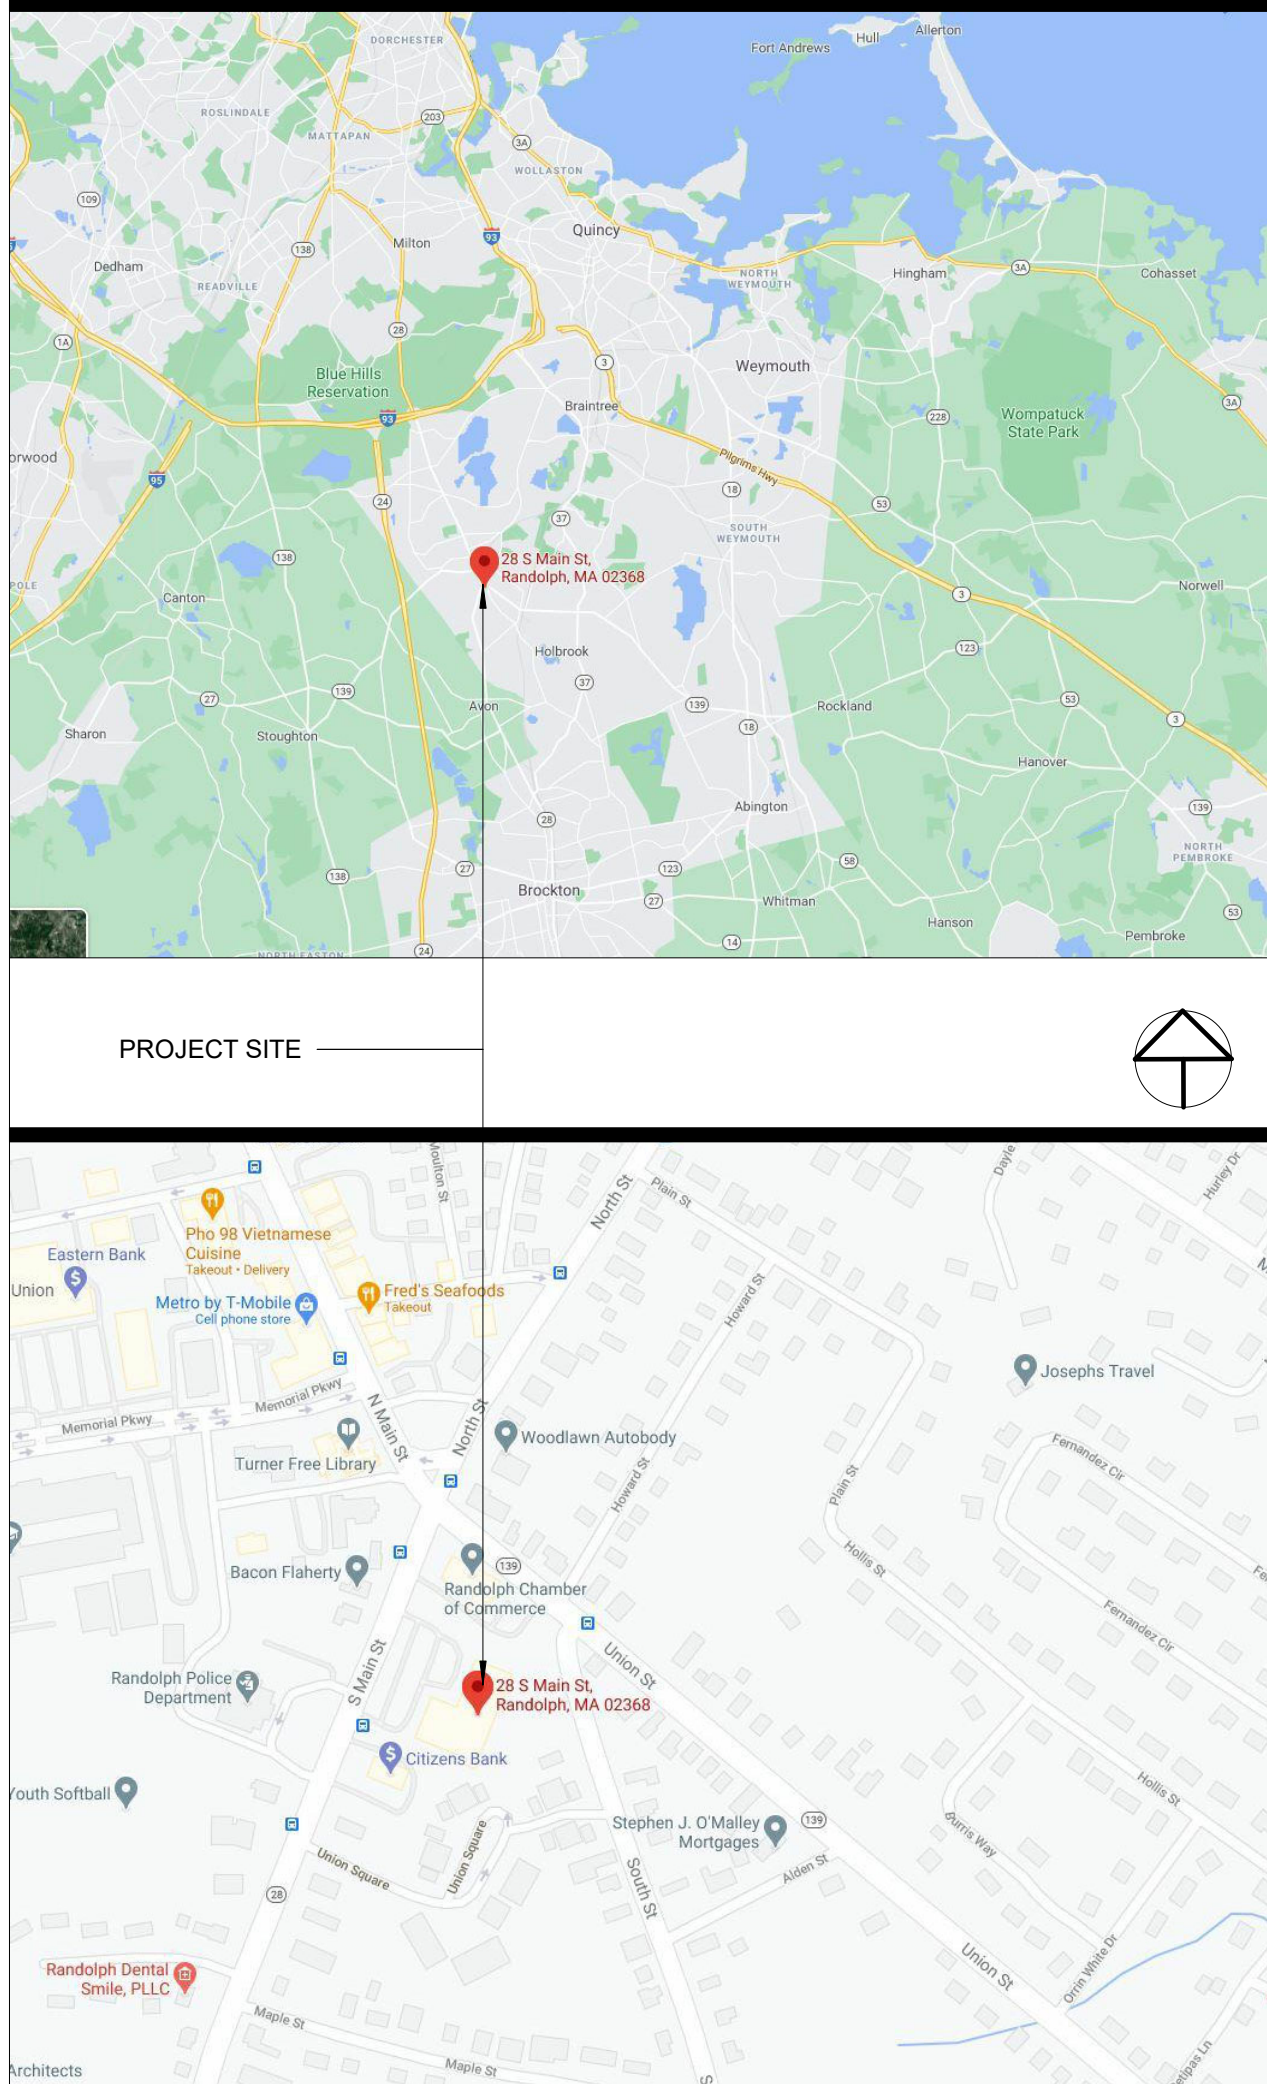 Hull
Allerton
Fort Andrews
DORCHESTER
ROSLINDALE
203
MATTAPAN
3A
WOLLASTON
109
Quincy
93
138
Milton
Dedham
READVILLE
NORTH
WEYMOUTH
Hingham
3A
Cohasset
28
1A
3
Blue Hills
Reservation
Weymouth
Braintree
93
228
Wompatuck
State Park
3A
orwood
95
Pilgrims Hwy
18
24
53
37
SOUTH
WEYMOUTH
138
28 S Main St,
Randolph, MA 02368
POLE
Canton
3
Norwell
123
Holbrook
37
139
27
Avon
139
Rockland
53
18
3
Sharon
Stoughton
Hanover
Abington
139
28
NORTH
PEMBROKE
58
27
123
138
Brockton
27
Whitman
53
Hanson
Pembroke
14
24
NORTH EASTON
PROJECT SITE
Moulton St
North St
Plain St
Dayle
Hurley Dr
Pho 98 Vietnamese
Cuisine
Takeout • Delivery
Eastern Bank
Union
Metro by T-Mobile
Cell phone store
Fred's Seafoods
Takeout
Howard St
Josephs Travel
Memorial Pkwy
Memorial Pkwy
N Main St
North St
Woodlawn Autobody
Turner Free Library
Fernandez Cir
Howard St
Plain St
Bacon Flaherty
139
Randolph Chamber
of Commerce
Hollis St
Fernandez Cir
S Main St
Union St
Randolph Police
Department
28 S Main St,
Randolph, MA 02368
Citizens Bank
Youth Softball
Hollis St
Stephen J. O'Malley
Mortgages
139
Burris Way
Union Square
Union Square
South St
Alden St
28
Union St
Orrin White Dr
Randolph Dental
Smile, PLLC
Maple St
Maple St
Architects